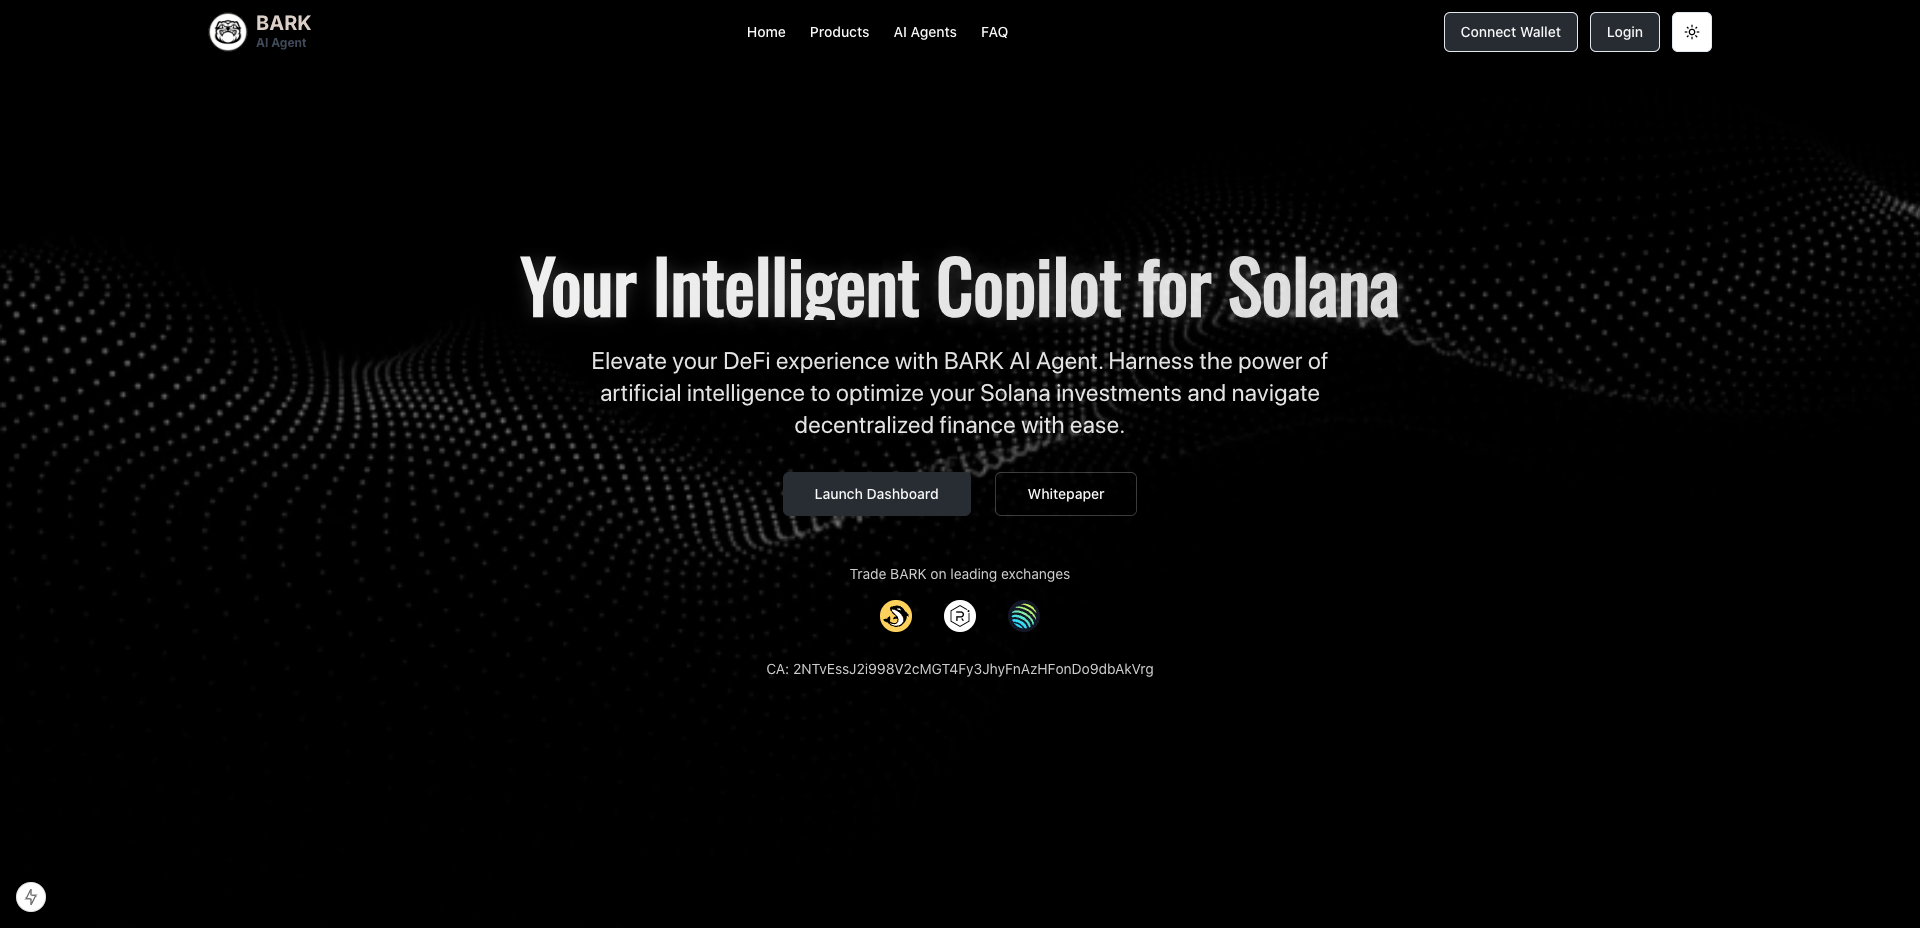 BARK
AI Agent
Home
Products
AI Agents
FAQ
Connect Wallet
Login
Your Intelligent Copilot for Solana
Elevate your DeFi experience with BARK AI Agent. Harness the power of
artificial intelligence to optimize your Solana investments and navigate
decentralized finance with ease.
Launch Dashboard
Whitepaper
Trade BARK on leading exchanges
CA: 2NTvEssJ2i998V2cMGT4Fy3JhyFnAzHFonDo9dbAkVrg